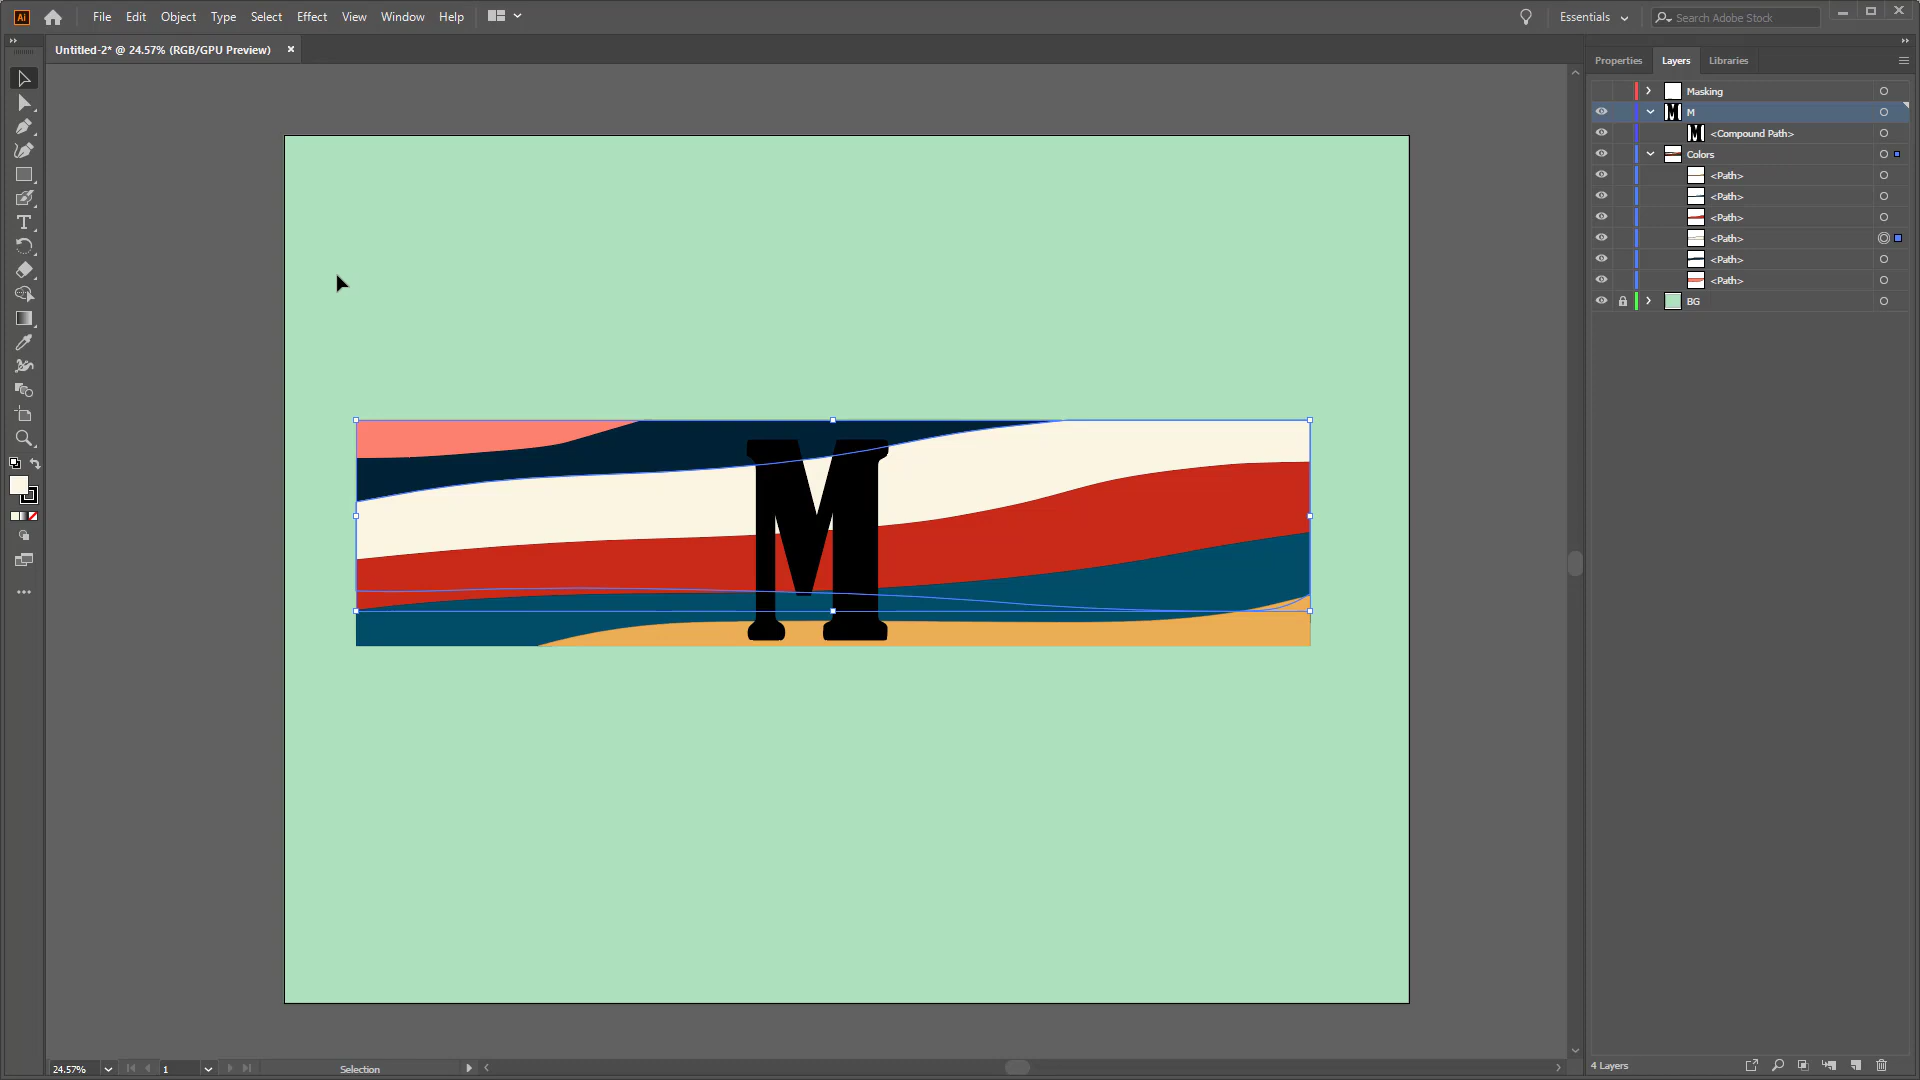 Ai File Edit Object Type Select Effect View Window Help Essentials Search Adobe Stock
Untitled-2* @ 24.57% (RGB/GPU Preview) ×
Properties Layers Libraries
Masking
M
<Compound Path>
Colors
<Path>
<Path>
<Path>
<Path>
<Path>
<Path>
BG
M
24.57% 1 Selection 4 Layers